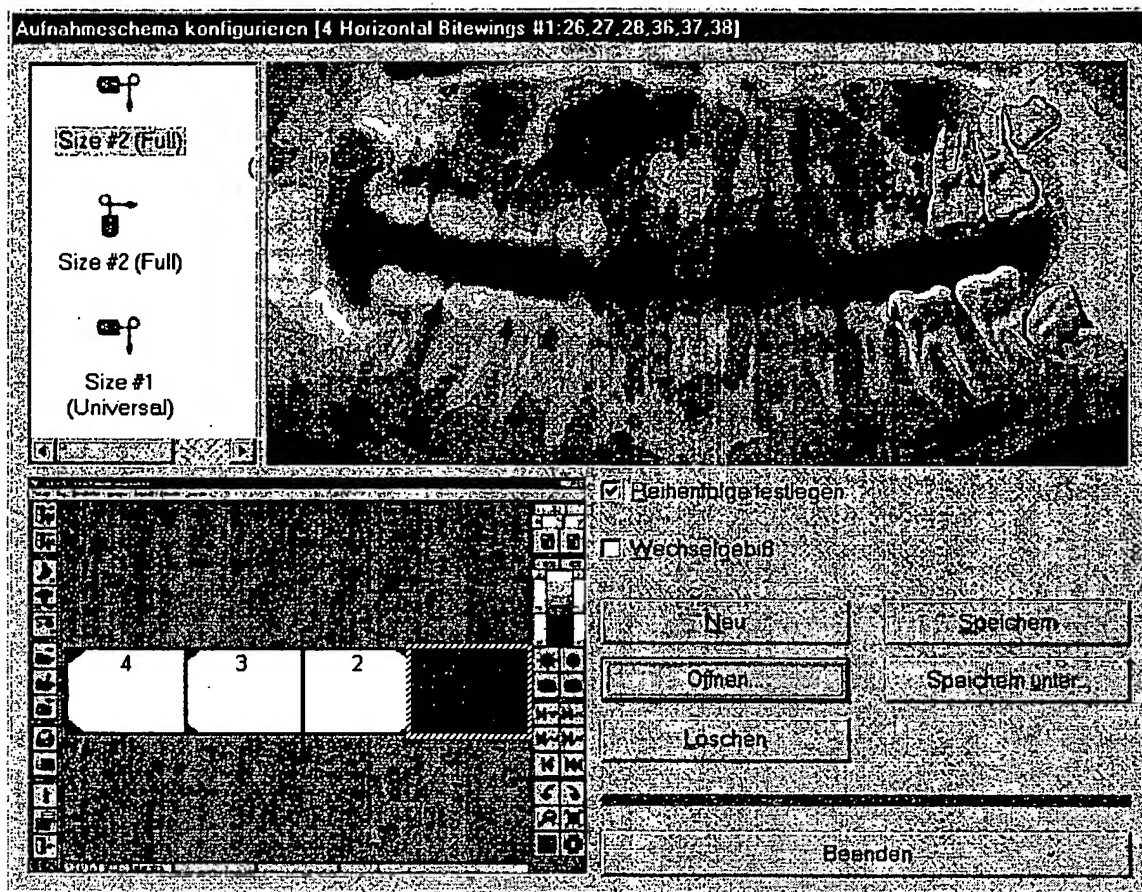 Aufnahmeschema konfigurieren [4 Horizontal Bitewings #1:26,27,28,36,37,38]
Size #2 (Full)
Size #2 (Full)
Size #1
(Universal)
Reihenfolge festlegen
Wechselgebiß
4
3
2
Neu
Speichern
Öffnen...
Speichern unter...
Löschen
Beenden